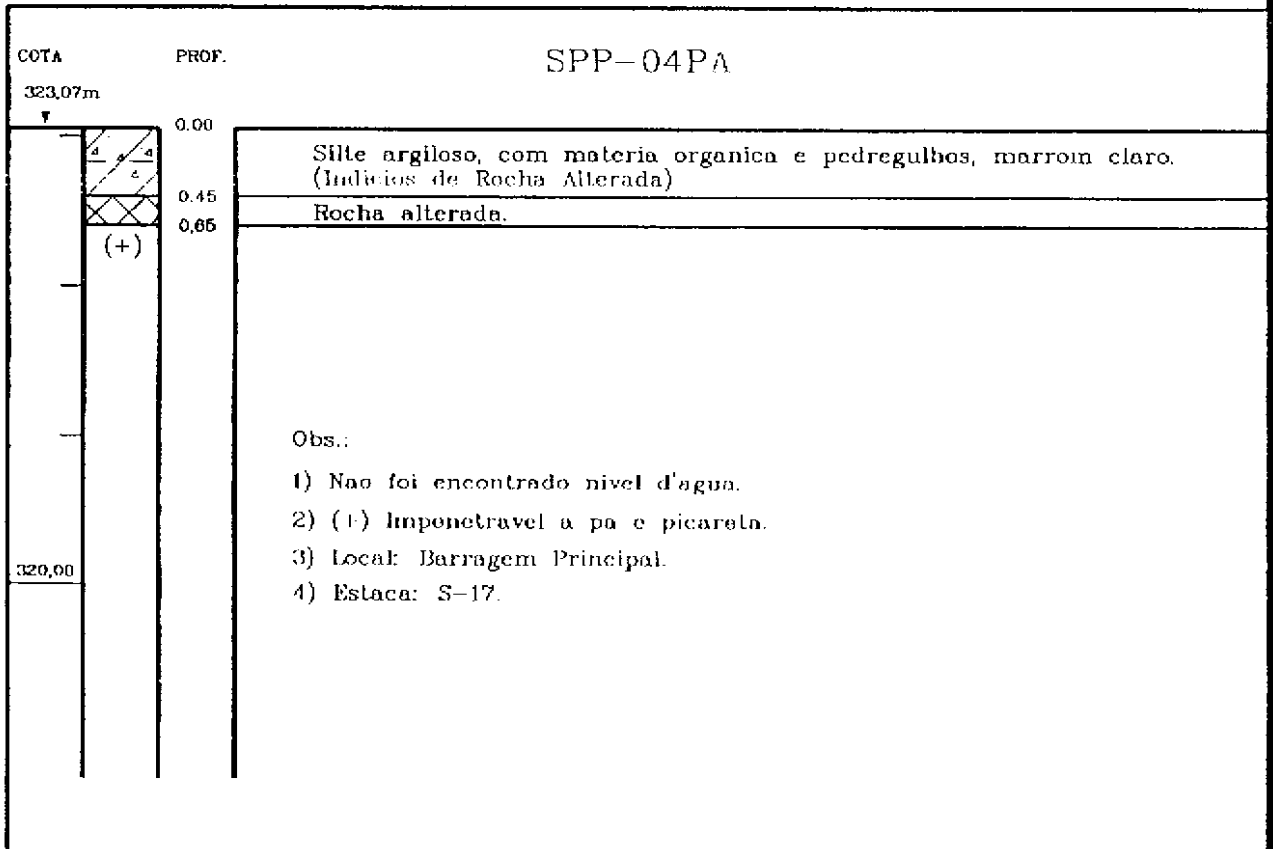 COTA PROF. SPP-04PA
323,07m
0.00
Silte argiloso, com materia organica e pedregulhos, marrom claro.
(Indicios de Rocha Alterada)
0.45
Rocha alterada.
0,65
(+)
Obs.:
1) Nao foi encontrado nivel d'agua.
2) (+) Impenetravel a pa e picareta.
3) Local: Barragem Principal.
320,00
4) Estaca: S-17.